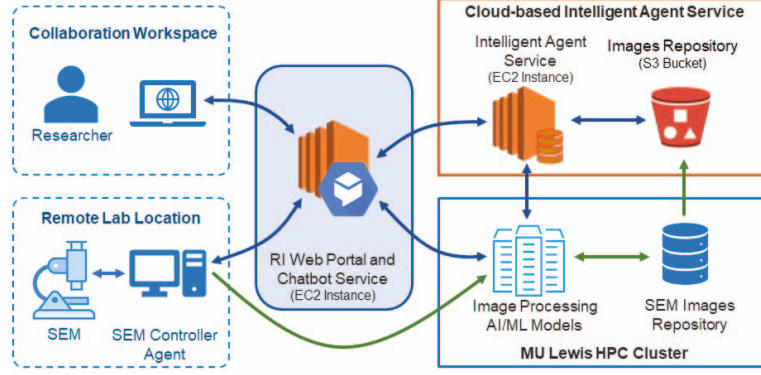 Collaboration Workspace
Researcher
Remote Lab Location
SEM
SEM Controller
Agent
RI Web Portal and
Chatbot Service
(EC2 Instance)
Cloud-based Intelligent Agent Service
Intelligent Agent
Service
(EC2 Instance)
Images Repository
(S3 Bucket)
Image Processing
AI/ML Models
SEM Images
Repository
MU Lewis HPC Cluster